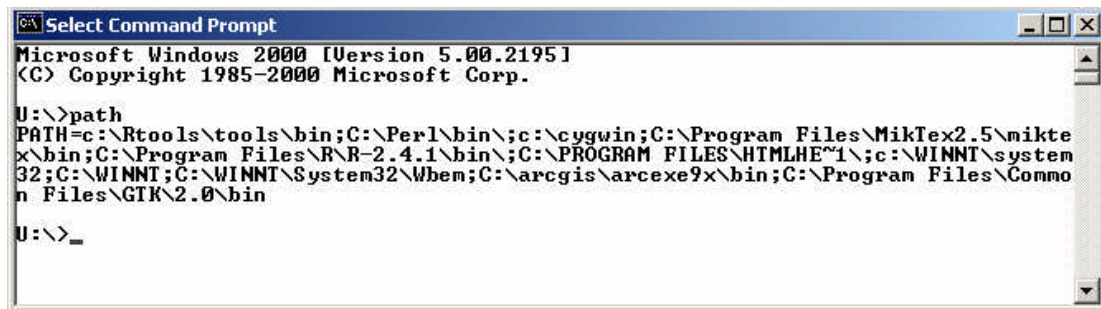 Select Command Prompt
Microsoft Windows 2000 [Version 5.00.2195]
(C) Copyright 1985-2000 Microsoft Corp.
U:\>path
PATH=c:\Rtools\tools\bin;C:\Perl\bin\;c:\cygwin;C:\Program Files\MikTex2.5\mikte
x\bin;C:\Program Files\R\R-2.4.1\bin\;C:\PROGRAM FILES\HTMLHE~1\;c:\WINNT\system
32;C:\WINNT;C:\WINNT\System32\Wbem;C:\arcgis\arcexe9x\bin;C:\Program Files\Commo
n Files\GTK\2.0\bin
U:\>_